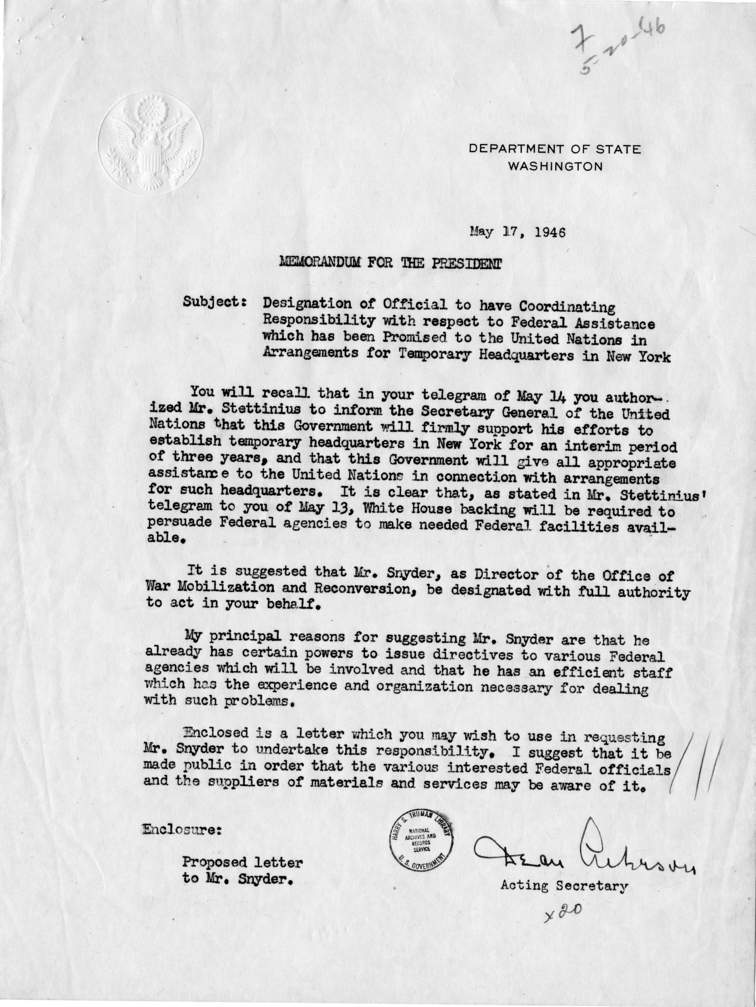 7
5-20-46
DEPARTMENT OF STATE
WASHINGTON
May 17, 1946
MEMORANDUM FOR THE PRESIDENT
Subject: Designation of Official to have Coordinating
Responsibility with respect to Federal Assistance
which has been Promised to the United Nations in
Arrangements for Temporary Headquarters in New York
You will recall that in your telegram of May 14 you author-
ized Mr. Stettinius to inform the Secretary General of the United
Nations that this Government will firmly support his efforts to
establish temporary headquarters in New York for an interim period
of three years, and that this Government will give all appropriate
assistance to the United Nations in connection with arrangements
for such headquarters. It is clear that, as stated in Mr. Stettinius'
telegram to you of May 13, White House backing will be required to
persuade Federal agencies to make needed Federal facilities avail-
able.
It is suggested that Mr. Snyder, as Director of the Office of
War Mobilization and Reconversion, be designated with full authority
to act in your behalf.
My principal reasons for suggesting Mr. Snyder are that he
already has certain powers to issue directives to various Federal
agencies which will be involved and that he has an efficient staff
which has the experience and organization necessary for dealing
with such problems.
Enclosed is a letter which you may wish to use in requesting
Mr. Snyder to undertake this responsibility. I suggest that it be
made public in order that the various interested Federal officials
and the suppliers of materials and services may be aware of it.
Enclosure:
Proposed letter
to Mr. Snyder.
HARRY S. TRUMAN LIBRARY
NATIONAL
ARCHIVES AND
RECORDS
SERVICE
U. S. GOVERNMENT
Dean Acheson
Acting Secretary
x20